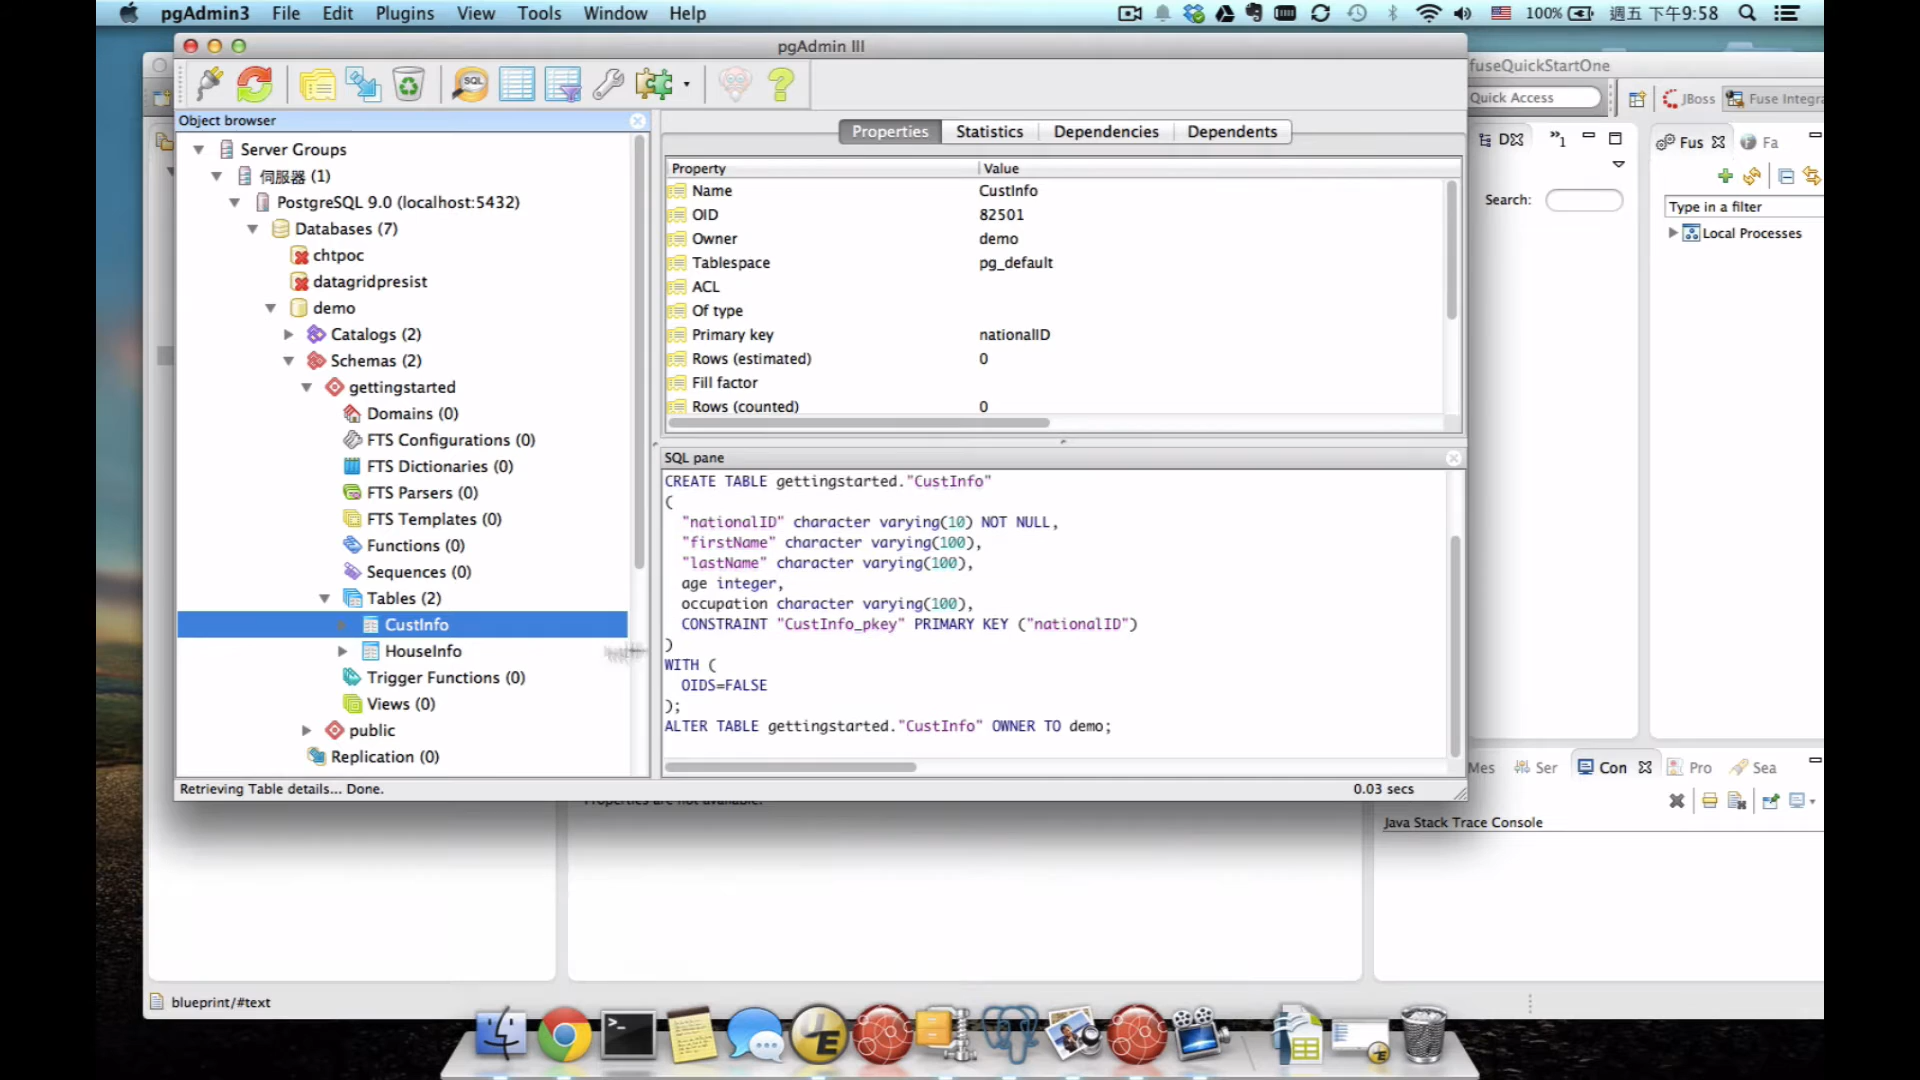 pgAdmin3 File Edit Plugins View Tools Window Help 100% 週五 下午9:58
pgAdmin III
fuseQuickStartOne
SQL
Quick Access JBoss Fuse Integra
Object browser
Properties Statistics Dependencies Dependents
Server Groups
伺服器 (1)
PostgreSQL 9.0 (localhost:5432)
Databases (7)
chtpoc
datagridpresist
demo
Catalogs (2)
Schemas (2)
gettingstarted
Domains (0)
FTS Configurations (0)
FTS Dictionaries (0)
FTS Parsers (0)
FTS Templates (0)
Functions (0)
Sequences (0)
Tables (2)
CustInfo
HouseInfo
Trigger Functions (0)
Views (0)
public
Replication (0)
Retrieving Table details... Done.
0.03 secs
Property Value
Name CustInfo
OID 82501
Owner demo
Tablespace pg_default
ACL
Of type
Primary key nationalID
Rows (estimated) 0
Fill factor
Rows (counted) 0
SQL pane
CREATE TABLE gettingstarted."CustInfo"
(
"nationalID" character varying(10) NOT NULL,
"firstName" character varying(100),
"lastName" character varying(100),
age integer,
occupation character varying(100),
CONSTRAINT "CustInfo_pkey" PRIMARY KEY ("nationalID")
)
WITH (
OIDS=FALSE
);
ALTER TABLE gettingstarted."CustInfo" OWNER TO demo;
Search:
Fus Fa
Type in a filter
Local Processes
Mes Ser Con Pro Sea
Java Stack Trace Console
Properties are not available.
blueprint/#text